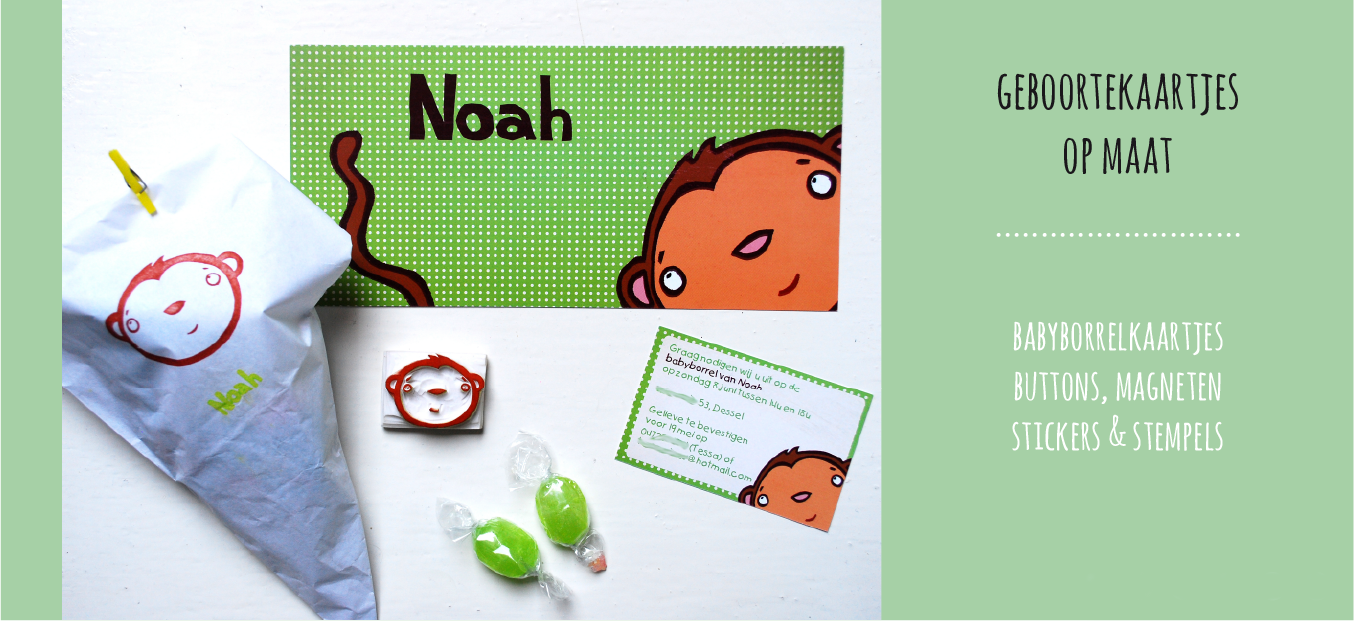 Noah
Noah
Graag nodigen wij u uit op de
babyborrel van Noah
op zondag 8 juni tussen 14u en 18u
53, Dessel
Gelieve te bevestigen
voor 19 mei op
(Tessa) of
@hotmail.com
GEBOORTEKAARTJES
OP MAAT
BABYBORRELKAARTJES
BUTTONS, MAGNETEN
STICKERS & STEMPELS